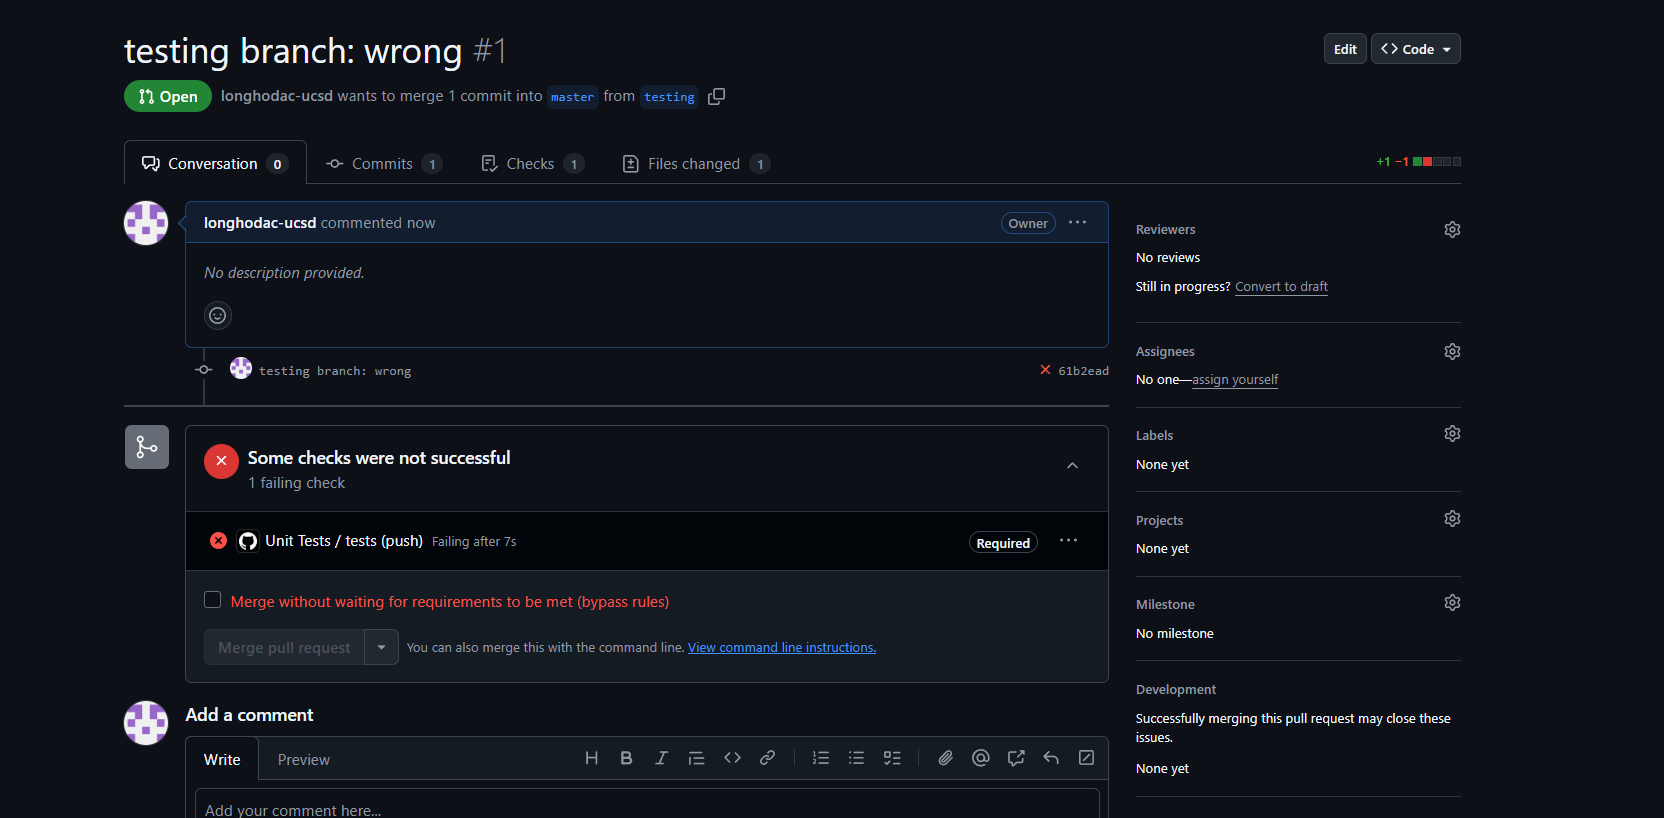 testing branch: wrong #1
Edit
Code
Open
longhodac-ucsd wants to merge 1 commit into master from testing
Conversation 0
Commits 1
Checks 1
Files changed 1
+1 −1
longhodac-ucsd commented now
Owner
No description provided.
testing branch: wrong
61b2ead
Some checks were not successful
1 failing check
Unit Tests / tests (push) Failing after 7s
Required
Merge without waiting for requirements to be met (bypass rules)
Merge pull request
You can also merge this with the command line. View command line instructions.
Add a comment
Write
Preview
Add your comment here...
Reviewers
No reviews
Still in progress? Convert to draft
Assignees
No one—assign yourself
Labels
None yet
Projects
None yet
Milestone
No milestone
Development
Successfully merging this pull request may close these
issues.
None yet